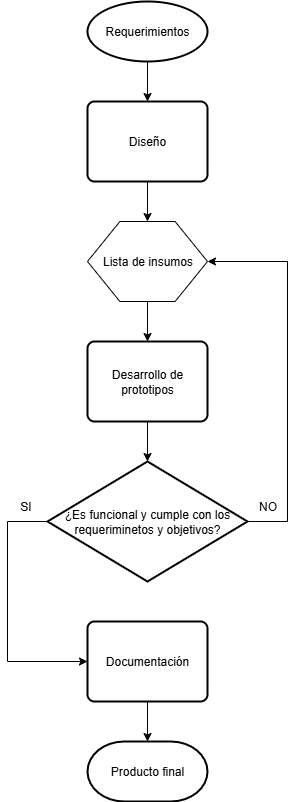 Requerimientos
Diseño
Lista de insumos
Desarrollo de
prototipos
SI
¿Es funcional y cumple con los
requeriminetos y objetivos?
NO
Documentación
Producto final